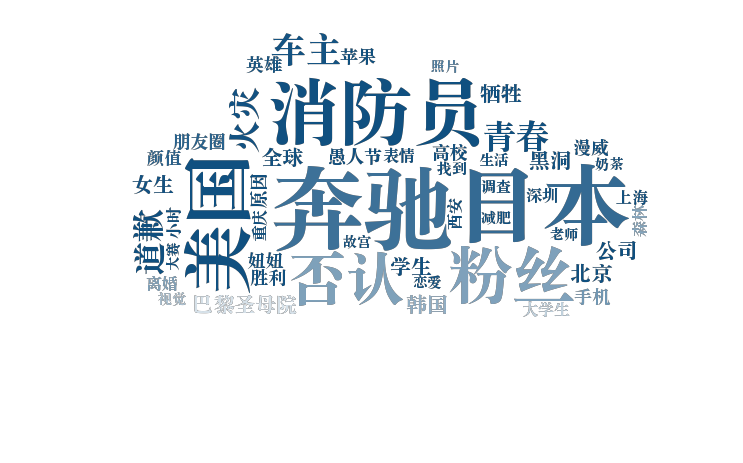 车主
苹果
英雄
照片
消防员
牺牲
火灾
青春
朋友圈
漫威
颜值
全球
愚人节
表情
高校
生活
黑洞
奶茶
找到
美国
奔驰
日本
女生
原因
调查
深圳
上海
小时
重庆
西安
减肥
森林
道歉
大赛
故宫
老师
公司
妞妞
否认
学生
粉丝
北京
胜利
恋爱
离婚
手机
视觉
巴黎圣母院
韩国
大学生